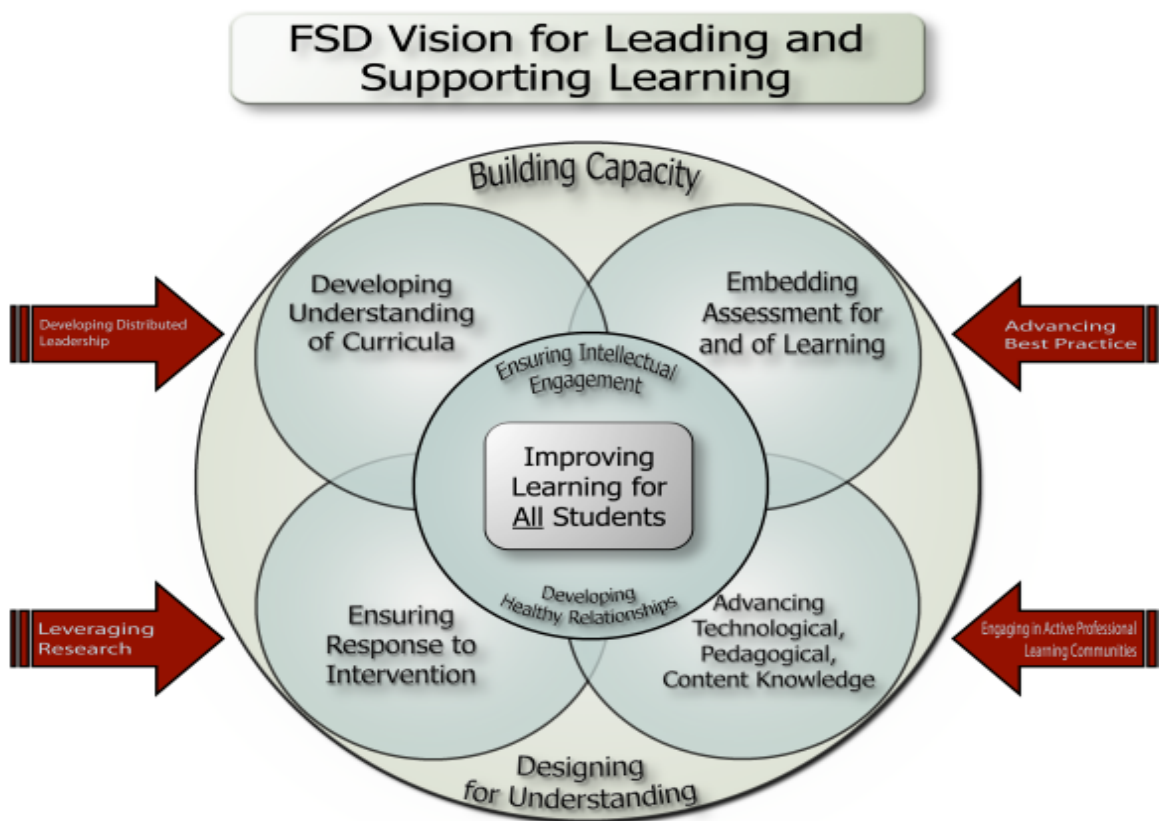 FSD Vision for Leading and
Supporting Learning
Building Capacity
Developing
Understanding
of Curricula
Embedding
Assessment for
and of Learning
Developing Distributed
Leadership
Advancing
Best Practice
Ensuring Intellectual
Engagement
Improving
Learning for
All Students
Developing
Healthy Relationships
Ensuring
Response to
Intervention
Advancing
Technological,
Pedagogical,
Content Knowledge
Leveraging
Research
Engaging in Active Professional
Learning Communities
Designing
for Understanding